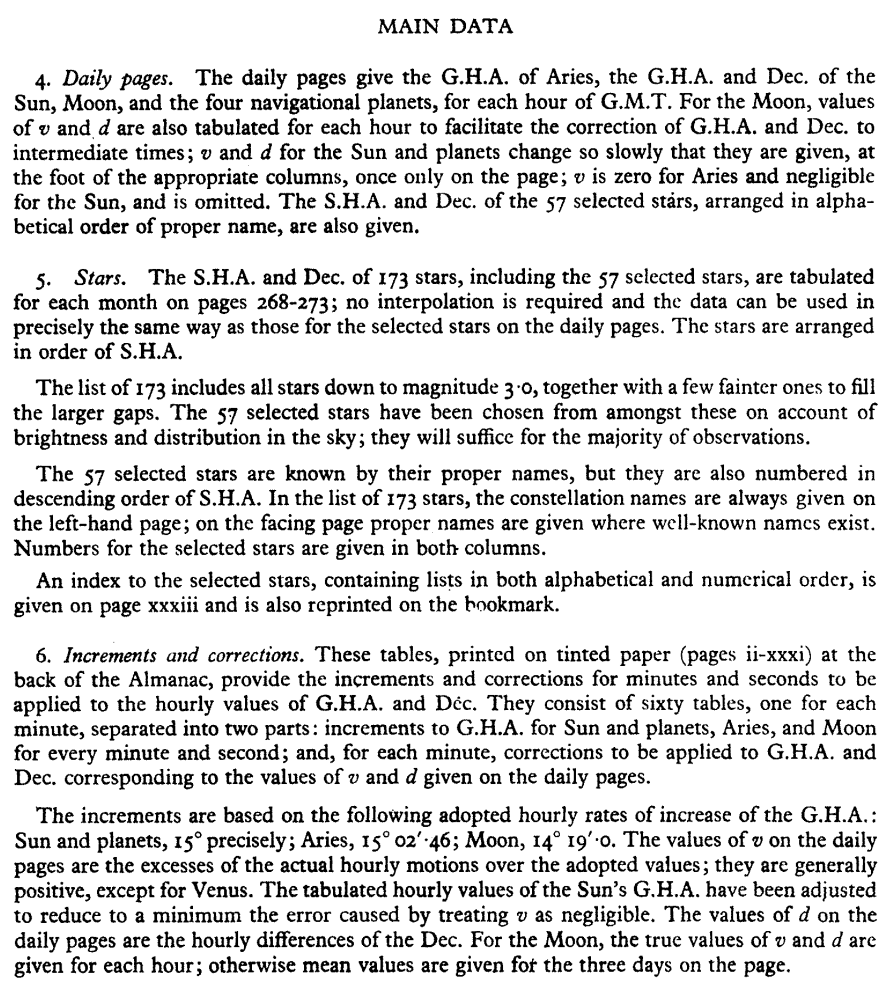 MAIN DATA
4. Daily pages. The daily pages give the G.H.A. of Aries, the G.H.A. and Dec. of the
Sun, Moon, and the four navigational planets, for each hour of G.M.T. For the Moon, values
of v and d are also tabulated for each hour to facilitate the correction of G.H.A. and Dec. to
intermediate times; v and d for the Sun and planets change so slowly that they are given, at
the foot of the appropriate columns, once only on the page; v is zero for Aries and negligible
for the Sun, and is omitted. The S.H.A. and Dec. of the 57 selected stars, arranged in alpha-
betical order of proper name, are also given.
5. Stars. The S.H.A. and Dec. of 173 stars, including the 57 selected stars, are tabulated
for each month on pages 268-273; no interpolation is required and the data can be used in
precisely the same way as those for the selected stars on the daily pages. The stars are arranged
in order of S.H.A.
The list of 173 includes all stars down to magnitude 3·0, together with a few fainter ones to fill
the larger gaps. The 57 selected stars have been chosen from amongst these on account of
brightness and distribution in the sky; they will suffice for the majority of observations.
The 57 selected stars are known by their proper names, but they are also numbered in
descending order of S.H.A. In the list of 173 stars, the constellation names are always given on
the left-hand page; on the facing page proper names are given where well-known names exist.
Numbers for the selected stars are given in both columns.
An index to the selected stars, containing lists in both alphabetical and numerical order, is
given on page xxxiii and is also reprinted on the bookmark.
6. Increments and corrections. These tables, printed on tinted paper (pages ii-xxxi) at the
back of the Almanac, provide the increments and corrections for minutes and seconds to be
applied to the hourly values of G.H.A. and Dec. They consist of sixty tables, one for each
minute, separated into two parts: increments to G.H.A. for Sun and planets, Aries, and Moon
for every minute and second; and, for each minute, corrections to be applied to G.H.A. and
Dec. corresponding to the values of v and d given on the daily pages.
The increments are based on the following adopted hourly rates of increase of the G.H.A.:
Sun and planets, 15° precisely; Aries, 15° 02′·46; Moon, 14° 19′·0. The values of v on the daily
pages are the excesses of the actual hourly motions over the adopted values; they are generally
positive, except for Venus. The tabulated hourly values of the Sun's G.H.A. have been adjusted
to reduce to a minimum the error caused by treating v as negligible. The values of d on the
daily pages are the hourly differences of the Dec. For the Moon, the true values of v and d are
given for each hour; otherwise mean values are given for the three days on the page.